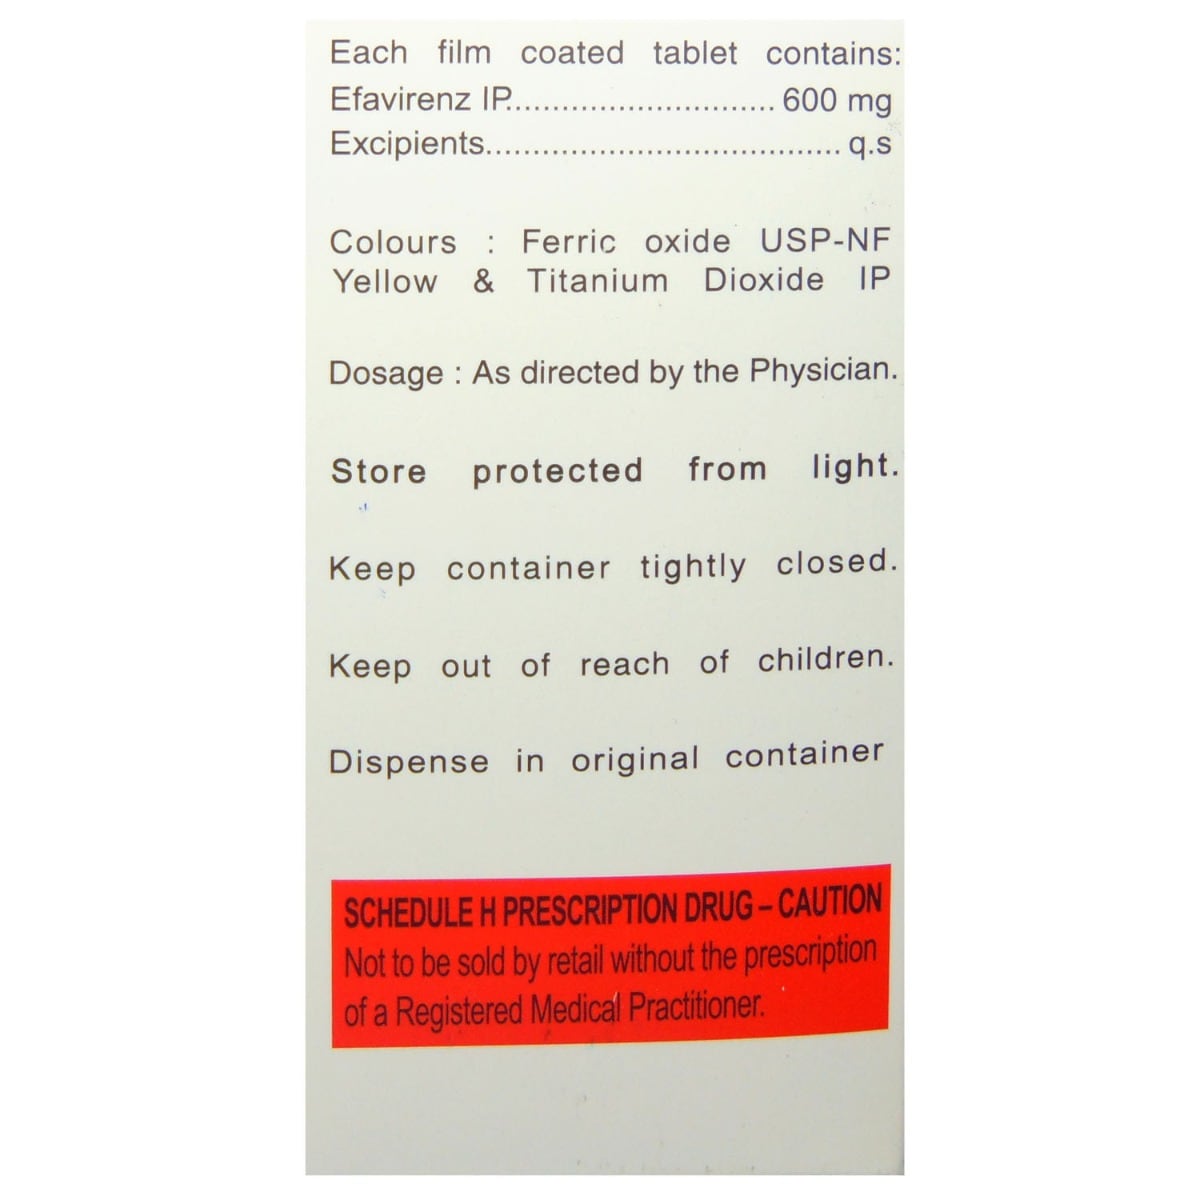 Each film coated tablet contains:
Efavirenz IP............................. 600 mg
Excipients..................................... q.s
Colours : Ferric oxide USP-NF
Yellow & Titanium Dioxide IP
Dosage : As directed by the Physician.
Store protected from light.
Keep container tightly closed.
Keep out of reach of children.
Dispense in original container
SCHEDULE H PRESCRIPTION DRUG – CAUTION
Not to be sold by retail without the prescription
of a Registered Medical Practitioner.